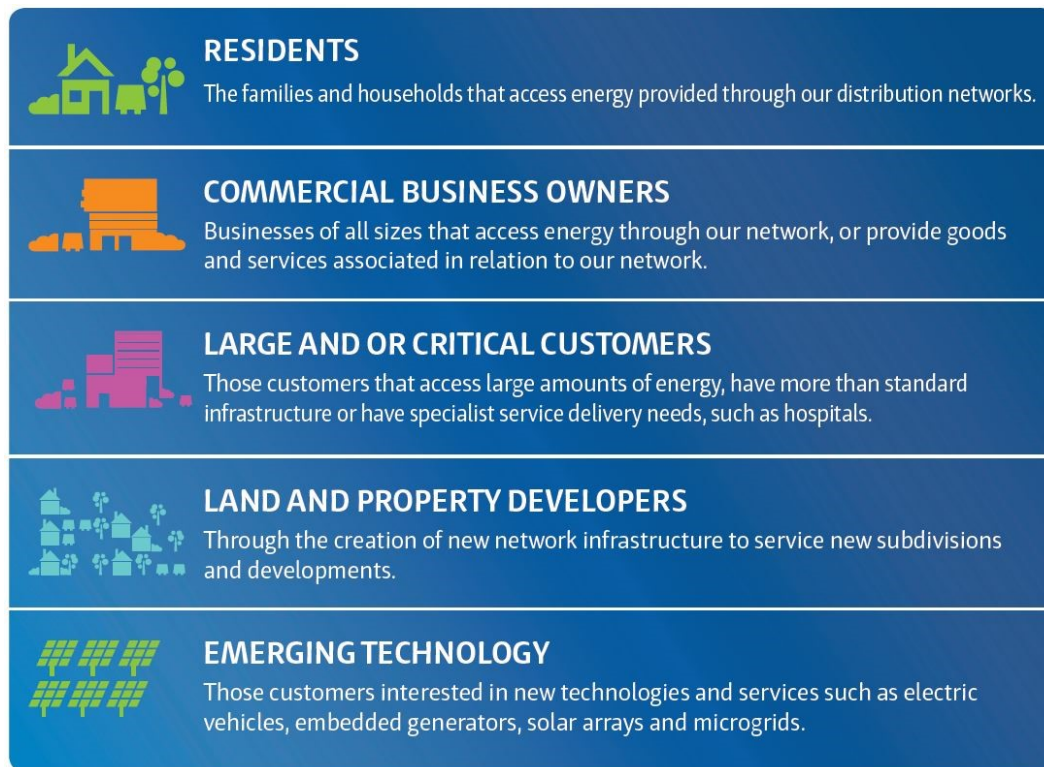 RESIDENTS
The families and households that access energy provided through our distribution networks.
COMMERCIAL BUSINESS OWNERS
Businesses of all sizes that access energy through our network, or provide goods
and services associated in relation to our network.
LARGE AND OR CRITICAL CUSTOMERS
Those customers that access large amounts of energy, have more than standard
infrastructure or have specialist service delivery needs, such as hospitals.
LAND AND PROPERTY DEVELOPERS
Through the creation of new network infrastructure to service new subdivisions
and developments.
EMERGING TECHNOLOGY
Those customers interested in new technologies and services such as electric
vehicles, embedded generators, solar arrays and microgrids.